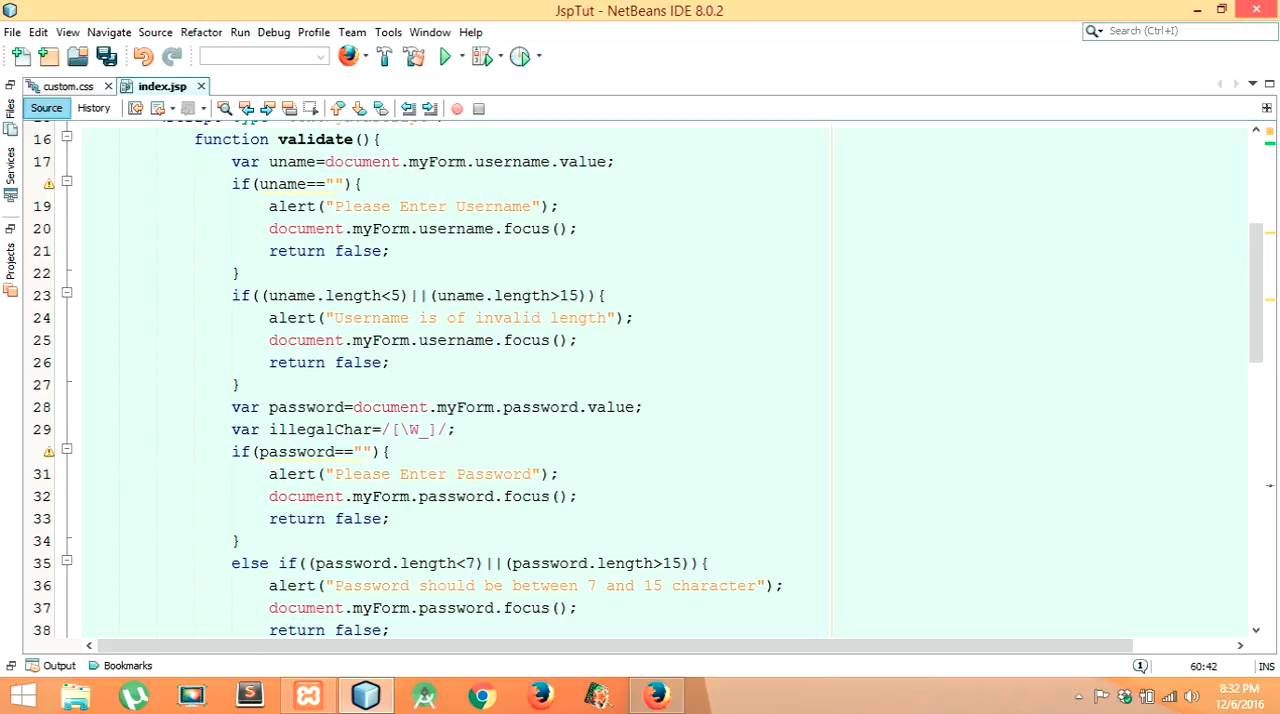 JspTut - NetBeans IDE 8.0.2
File Edit View Navigate Source Refactor Run Debug Profile Team Tools Window Help
Search (Ctrl+I)
custom.css
index.jsp
Source History
Files
Services
Projects
16 function validate(){
17 var uname=document.myForm.username.value;
if(uname==""){
19 alert("Please Enter Username");
20 document.myForm.username.focus();
21 return false;
22 }
23 if((uname.length<5)||(uname.length>15)){
24 alert("Username is of invalid length");
25 document.myForm.username.focus();
26 return false;
27 }
28 var password=document.myForm.password.value;
29 var illegalChar=/[\W_]/;
if(password==""){
31 alert("Please Enter Password");
32 document.myForm.password.focus();
33 return false;
34 }
35 else if((password.length<7)||(password.length>15)){
36 alert("Password should be between 7 and 15 character");
37 document.myForm.password.focus();
38 return false;
Output Bookmarks
1
60:42 INS
8:32 PM
12/6/2016